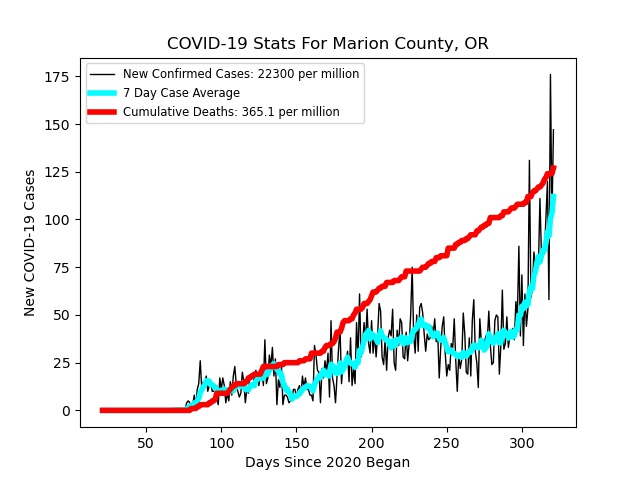 COVID-19 Stats For Marion County, OR
New Confirmed Cases: 22300 per million
7 Day Case Average
Cumulative Deaths: 365.1 per million
New COVID-19 Cases
175
150
125
100
75
50
25
0
50 100 150 200 250 300
Days Since 2020 Began